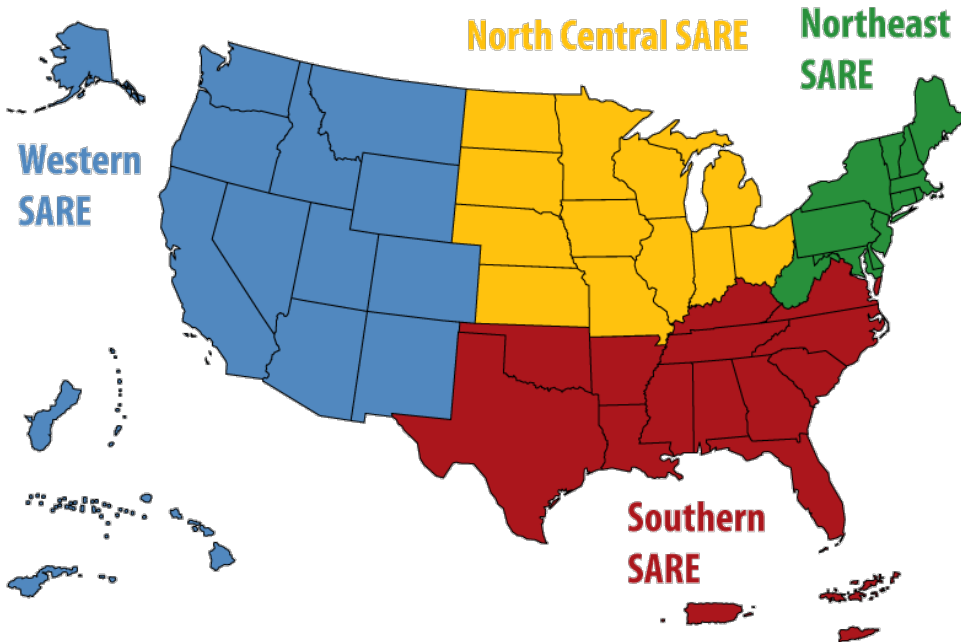 North Central SARE
Northeast
SARE
Western
SARE
Southern
SARE